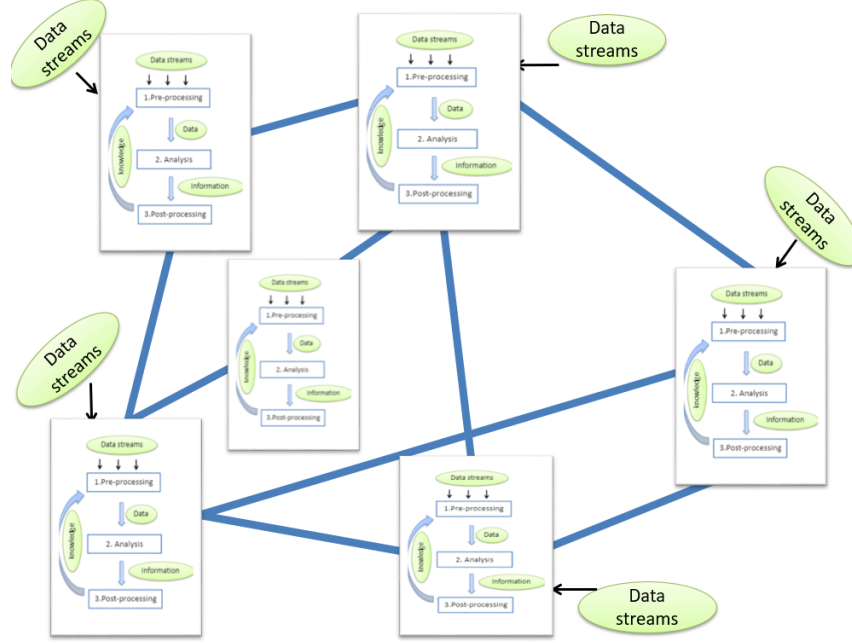 Data
streams
Data streams
1.Pre-processing
Data
knowledge
2. Analysis
Information
3.Post-processing
Data streams
1.Pre-processing
Data
knowledge
2. Analysis
Information
3.Post-processing
Data
streams
Data
streams
Data streams
1.Pre-processing
Data
knowledge
2. Analysis
Information
3.Post-processing
Data streams
1.Pre-processing
Data
knowledge
2. Analysis
Information
3.Post-processing
Data
streams
Data streams
1.Pre-processing
Data
knowledge
2. Analysis
Information
3.Post-processing
Data streams
1.Pre-processing
Data
knowledge
2. Analysis
Information
3.Post-processing
Data
streams